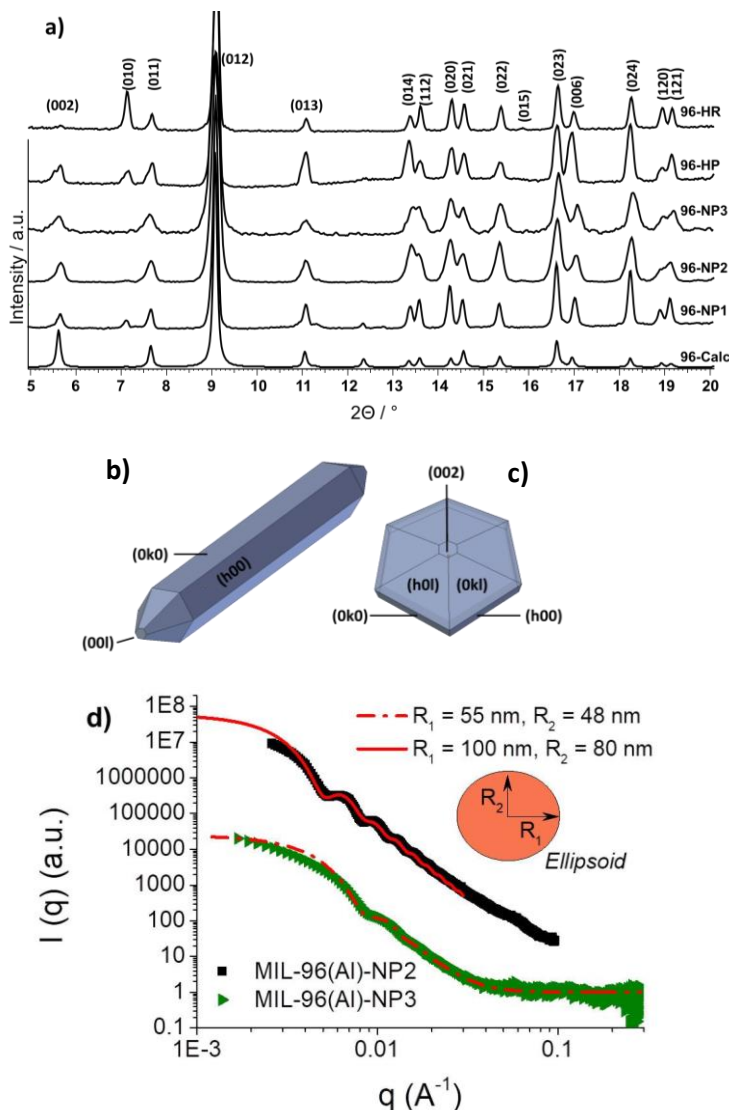 a)
(002)
(010)
(011)
(012)
(013)
(014)
(112)
(020)
(021)
(022)
(015)
(023)
(006)
(024)
(120)
(121)
96-HR
96-HP
96-NP3
96-NP2
96-NP1
96-Calc
Intensity / a.u.
5 6 7 8 9 10 11 12 13 14 15 16 17 18 19 20
2Θ / °
b)
(0k0)
(h00)
(00l)
c)
(002)
(h0l) (0kl)
(0k0)
(h00)
d)
R₁ = 55 nm, R₂ = 48 nm
R₁ = 100 nm, R₂ = 80 nm
R₂
R₁
Ellipsoid
MIL-96(Al)-NP2
MIL-96(Al)-NP3
I (q) (a.u.)
1E8
1E7
1000000
100000
10000
1000
100
10
1
0.1
1E-3 0.01 0.1
q (A⁻¹)